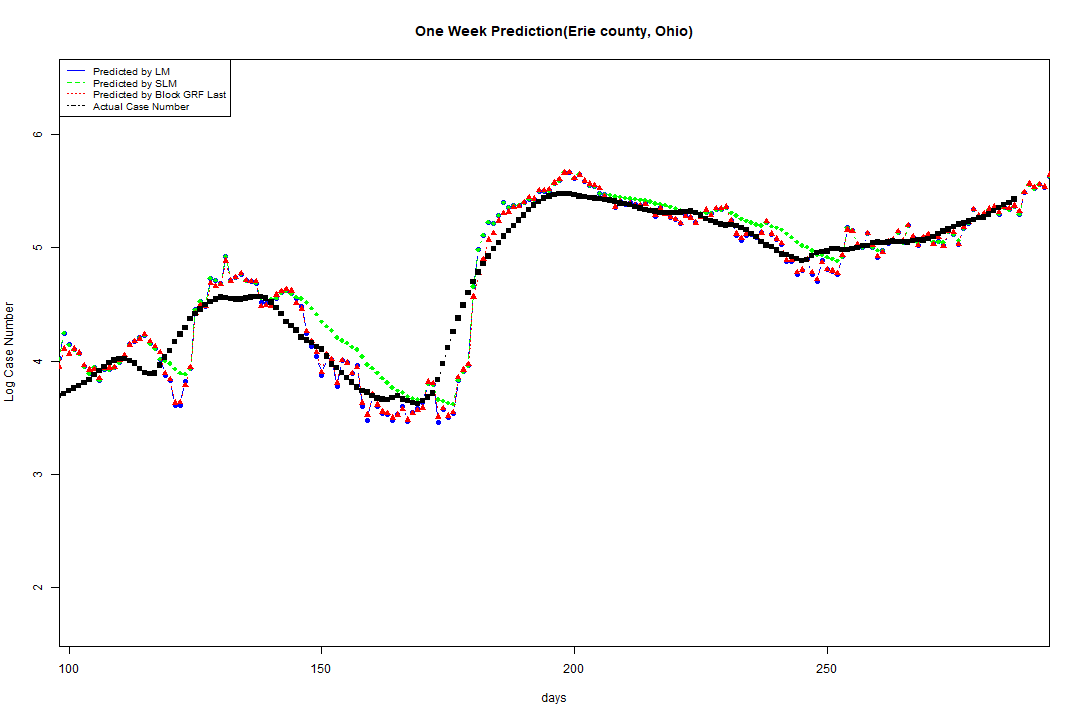 One Week Prediction(Erie county, Ohio)
Predicted by LM
Predicted by SLM
Predicted by Block GRF Last
Actual Case Number
6
5
4
3
2
Log Case Number
100 150 200 250
days